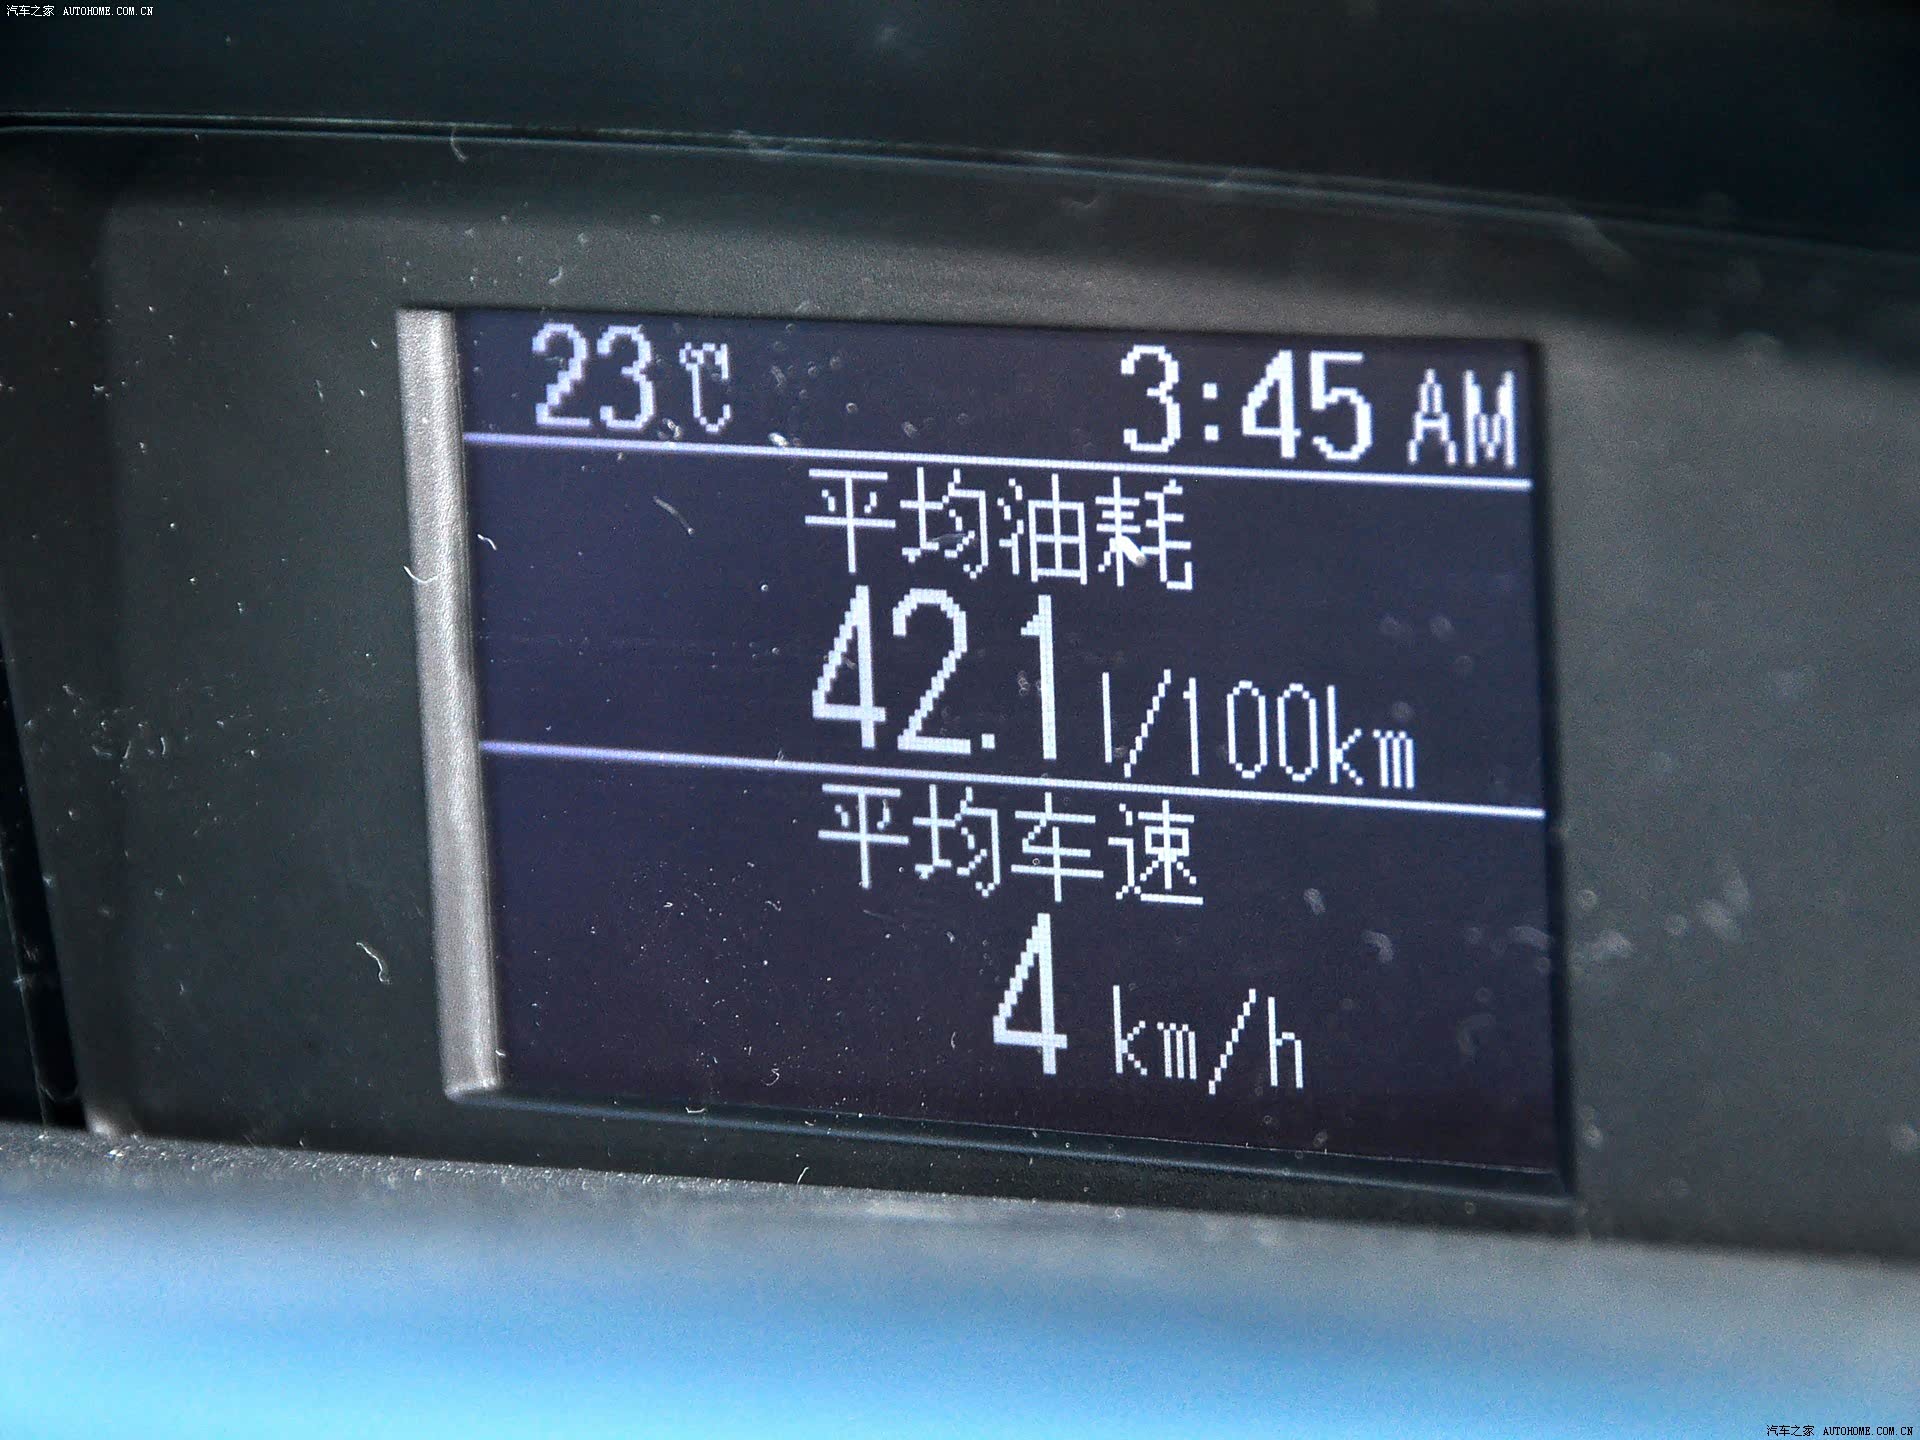 汽车之家 AUTOHOME.COM.CN
23℃ 3:45 AM
平均油耗
42.1 l/100km
平均车速
4 km/h
汽车之家 AUTOHOME.COM.CN